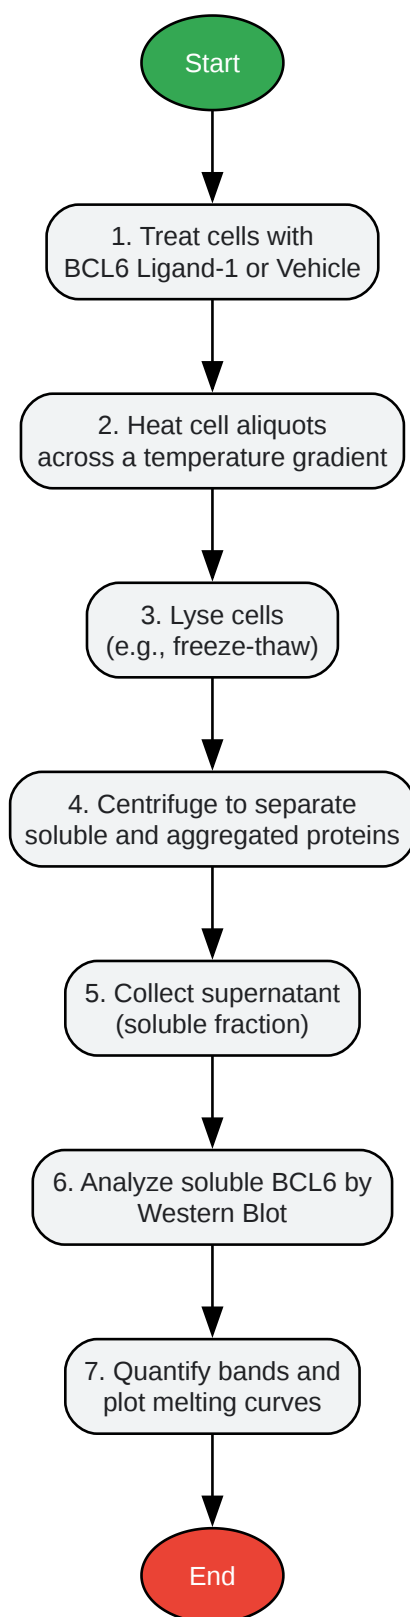 Start
1. Treat cells with
BCL6 Ligand-1 or Vehicle
2. Heat cell aliquots
across a temperature gradient
3. Lyse cells
(e.g., freeze-thaw)
4. Centrifuge to separate
soluble and aggregated proteins
5. Collect supernatant
(soluble fraction)
6. Analyze soluble BCL6 by
Western Blot
7. Quantify bands and
plot melting curves
End